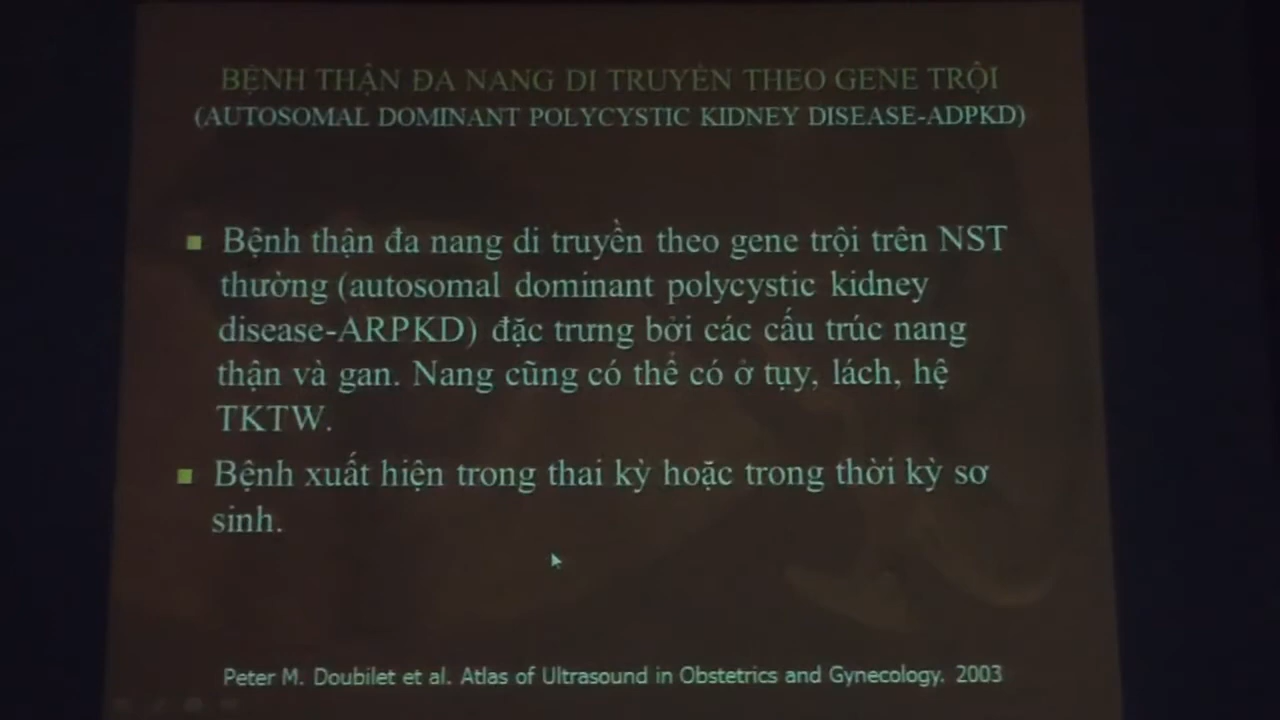 BỆNH THẬN ĐA NANG DI TRUYỀN THEO GENE TRỘI
(AUTOSOMAL DOMINANT POLYCYSTIC KIDNEY DISEASE-ADPKD)
Bệnh thận đa nang di truyền theo gene trội trên NST
thường (autosomal dominant polycystic kidney
disease-ARPKD) đặc trưng bởi các cấu trúc nang
thận và gan. Nang cũng có thể có ở tụy, lách, hệ
TKTW.
Bệnh xuất hiện trong thai kỳ hoặc trong thời kỳ sơ
sinh.
Peter M. Doubilet et al. Atlas of Ultrasound in Obstetrics and Gynecology. 2003